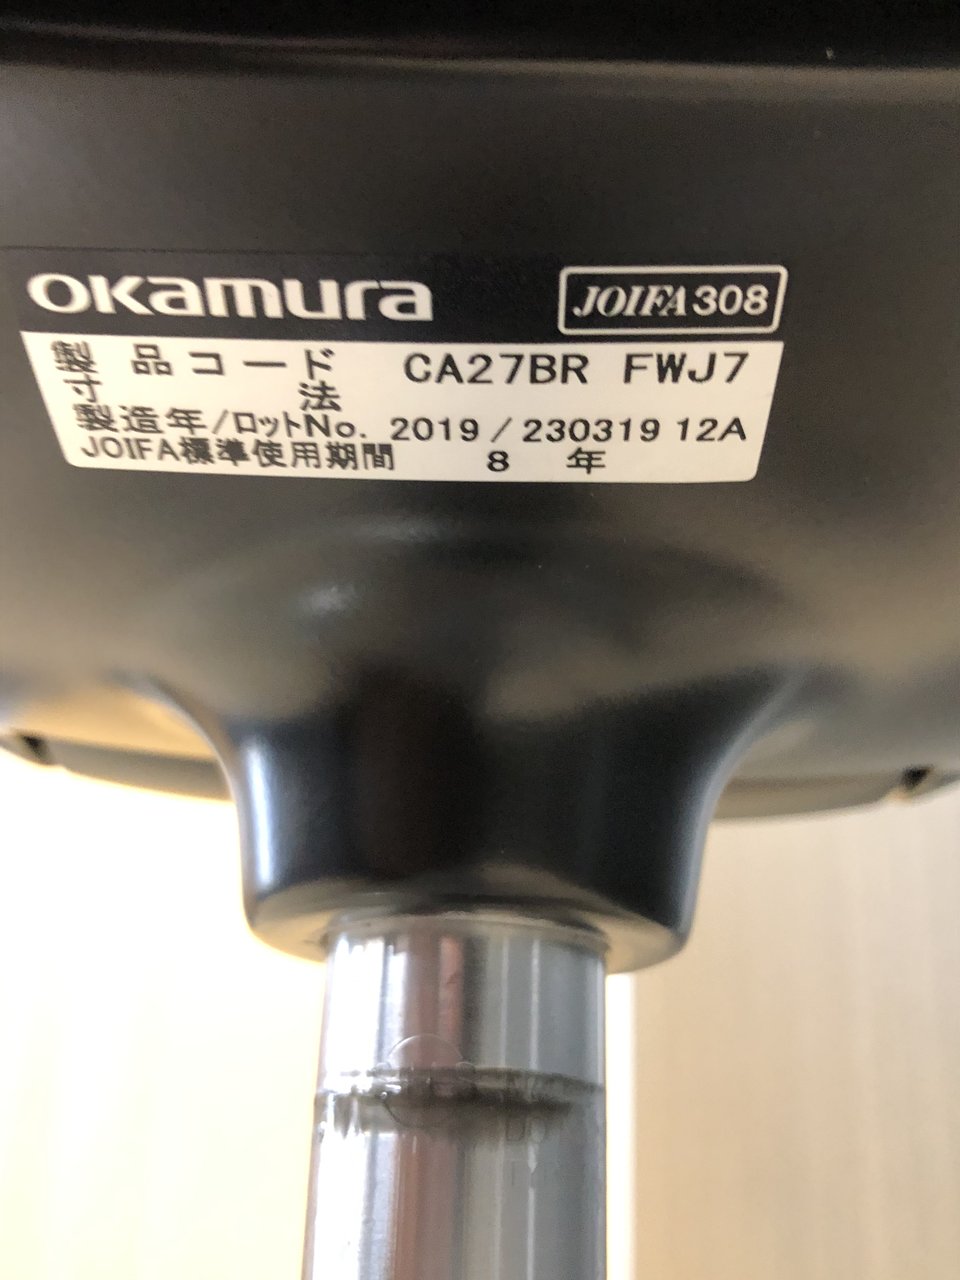 OKamura JOIFA308
製品コード CA27BR FWJ7
寸法
製造年/ロットNo. 2019/230319 12A
JOIFA標準使用期間 8年